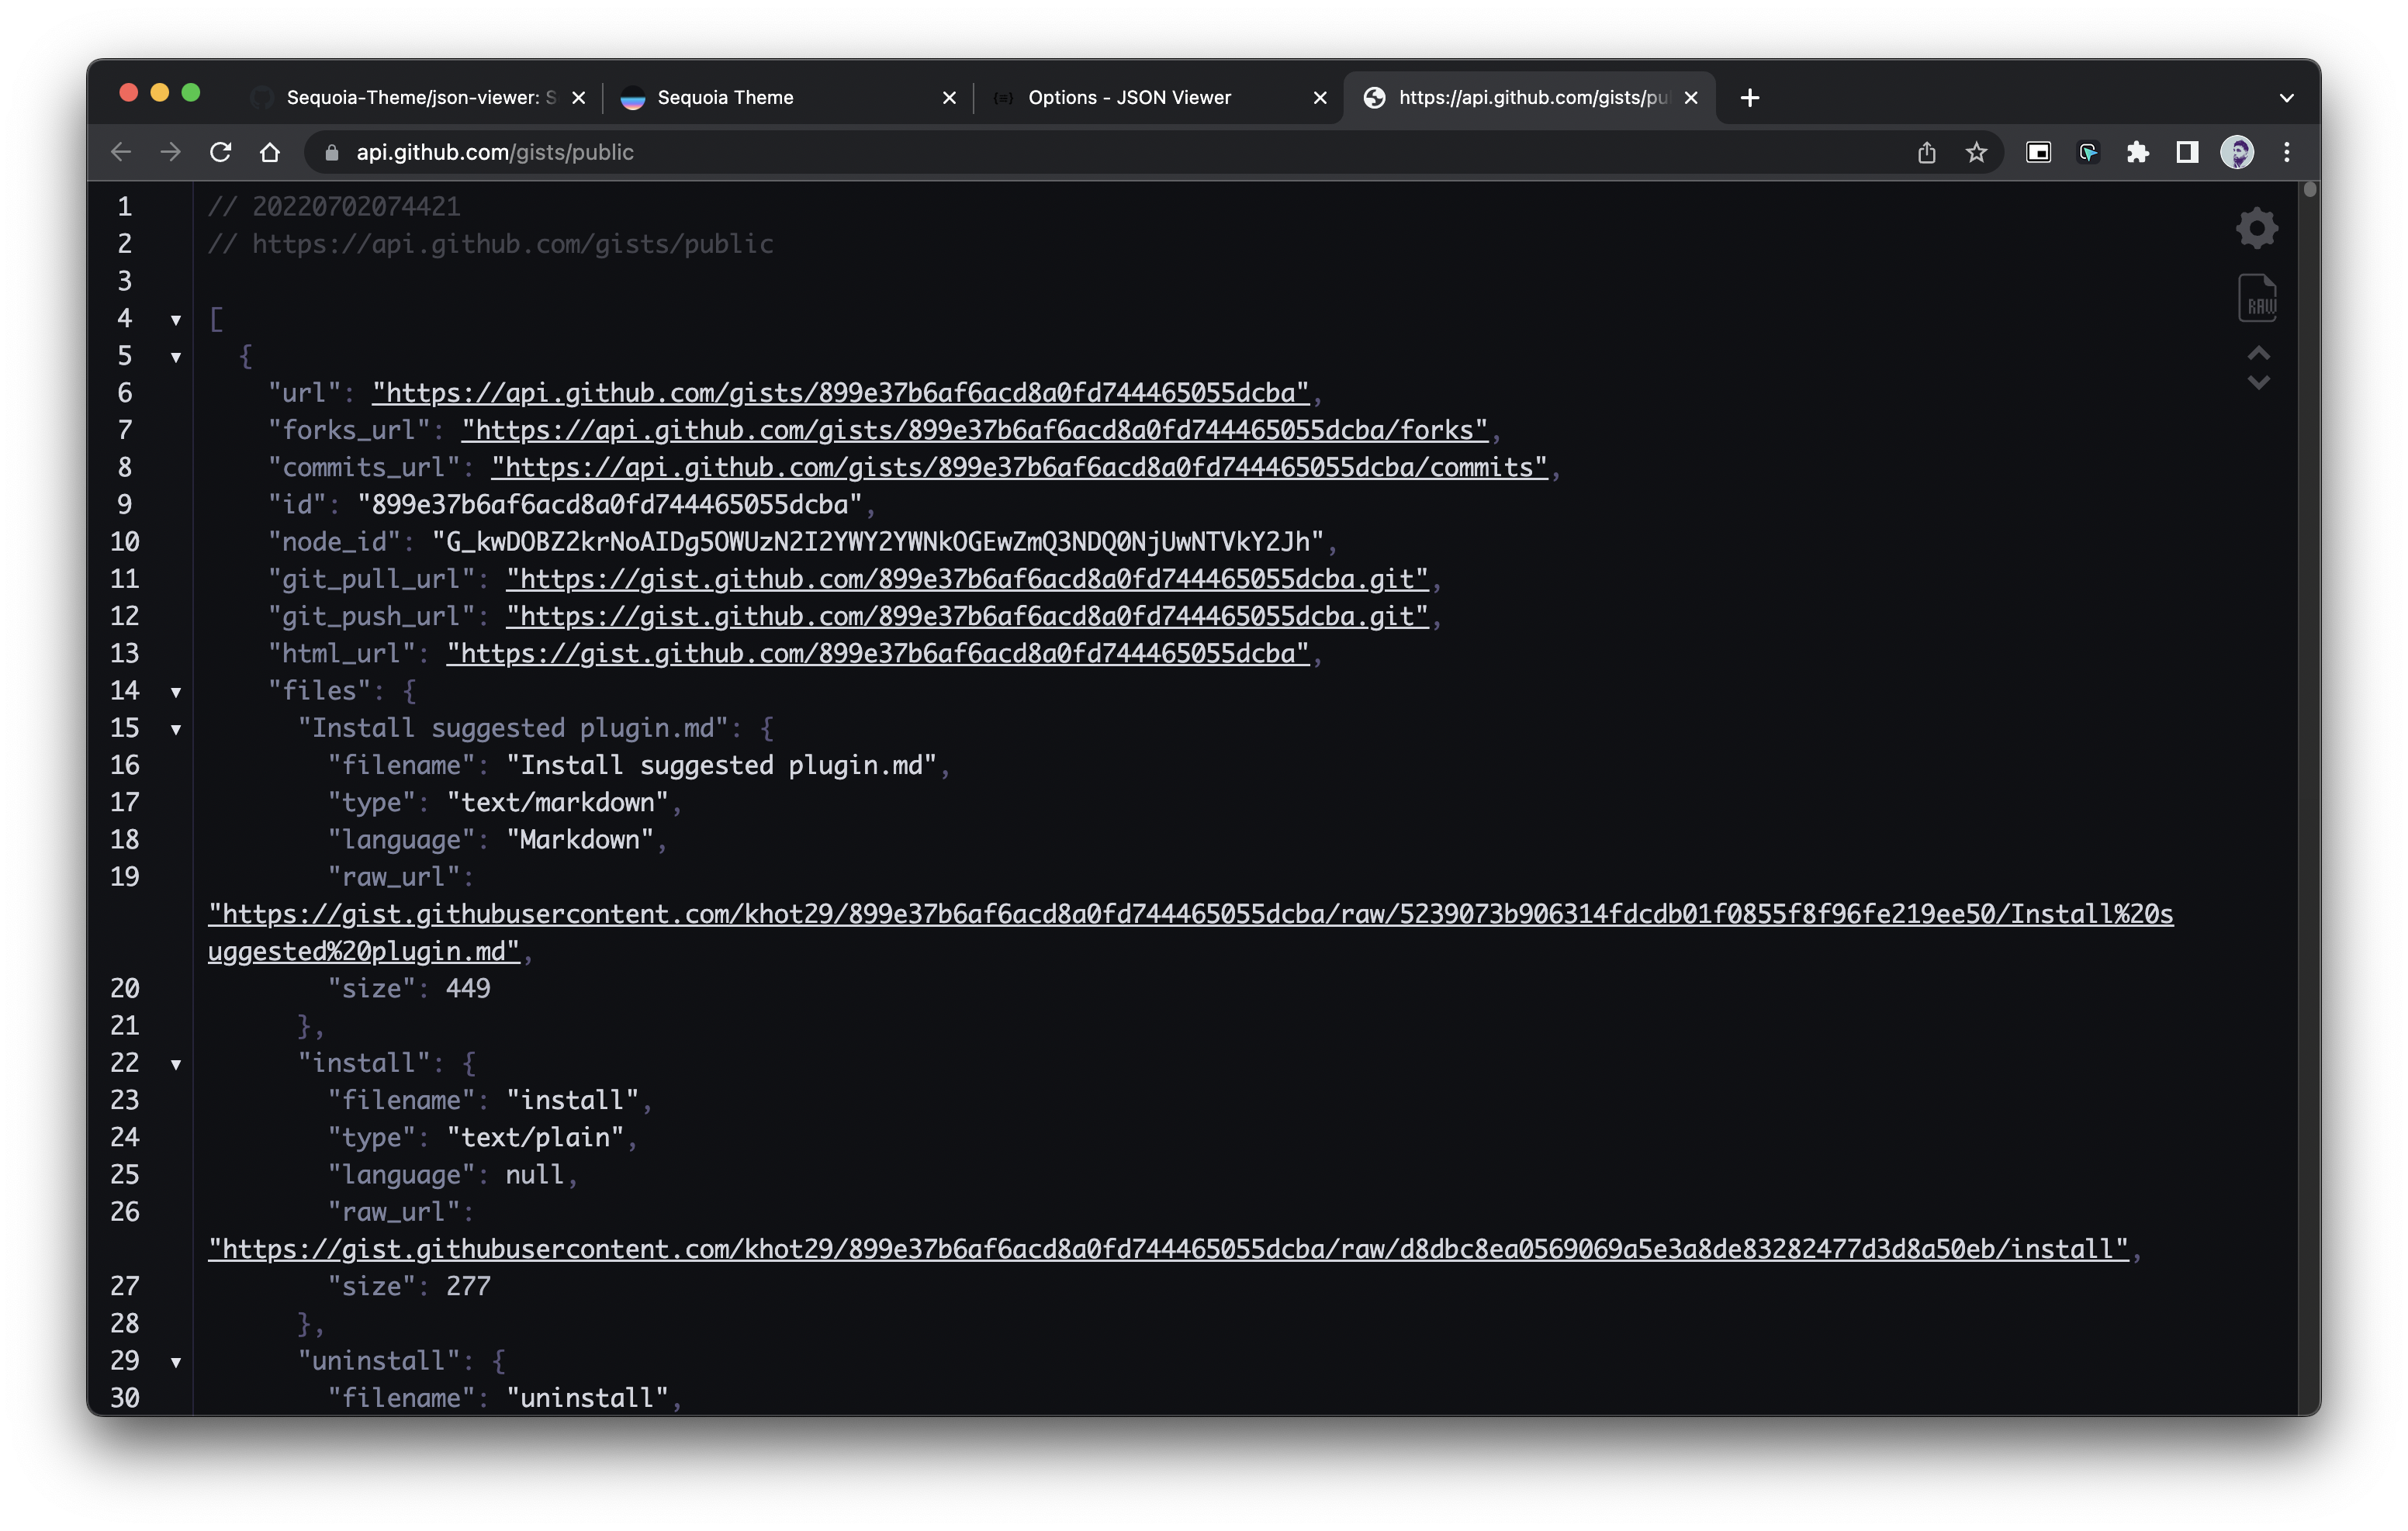 Sequoia-Theme/json-viewer: S
Sequoia Theme
Options - JSON Viewer
https://api.github.com/gists/pu
api.github.com/gists/public
1 // 20220702074421
2 // https://api.github.com/gists/public
3
4 [
5 {
6 "url": "https://api.github.com/gists/899e37b6af6acd8a0fd744465055dcba",
7 "forks_url": "https://api.github.com/gists/899e37b6af6acd8a0fd744465055dcba/forks",
8 "commits_url": "https://api.github.com/gists/899e37b6af6acd8a0fd744465055dcba/commits",
9 "id": "899e37b6af6acd8a0fd744465055dcba",
10 "node_id": "G_kwDOBZ2krNoAIDg5OWUzN2I2YWY2YWNkOGEwZmQ3NDQ0NjUwNTVkY2Jh",
11 "git_pull_url": "https://gist.github.com/899e37b6af6acd8a0fd744465055dcba.git",
12 "git_push_url": "https://gist.github.com/899e37b6af6acd8a0fd744465055dcba.git",
13 "html_url": "https://gist.github.com/899e37b6af6acd8a0fd744465055dcba",
14 "files": {
15 "Install suggested plugin.md": {
16 "filename": "Install suggested plugin.md",
17 "type": "text/markdown",
18 "language": "Markdown",
19 "raw_url":
"https://gist.githubusercontent.com/khot29/899e37b6af6acd8a0fd744465055dcba/raw/5239073b906314fdcdb01f0855f8f96fe219ee50/Install%20s
uggested%20plugin.md",
20 "size": 449
21 },
22 "install": {
23 "filename": "install",
24 "type": "text/plain",
25 "language": null,
26 "raw_url":
"https://gist.githubusercontent.com/khot29/899e37b6af6acd8a0fd744465055dcba/raw/d8dbc8ea0569069a5e3a8de83282477d3d8a50eb/install",
27 "size": 277
28 },
29 "uninstall": {
30 "filename": "uninstall",
RAW